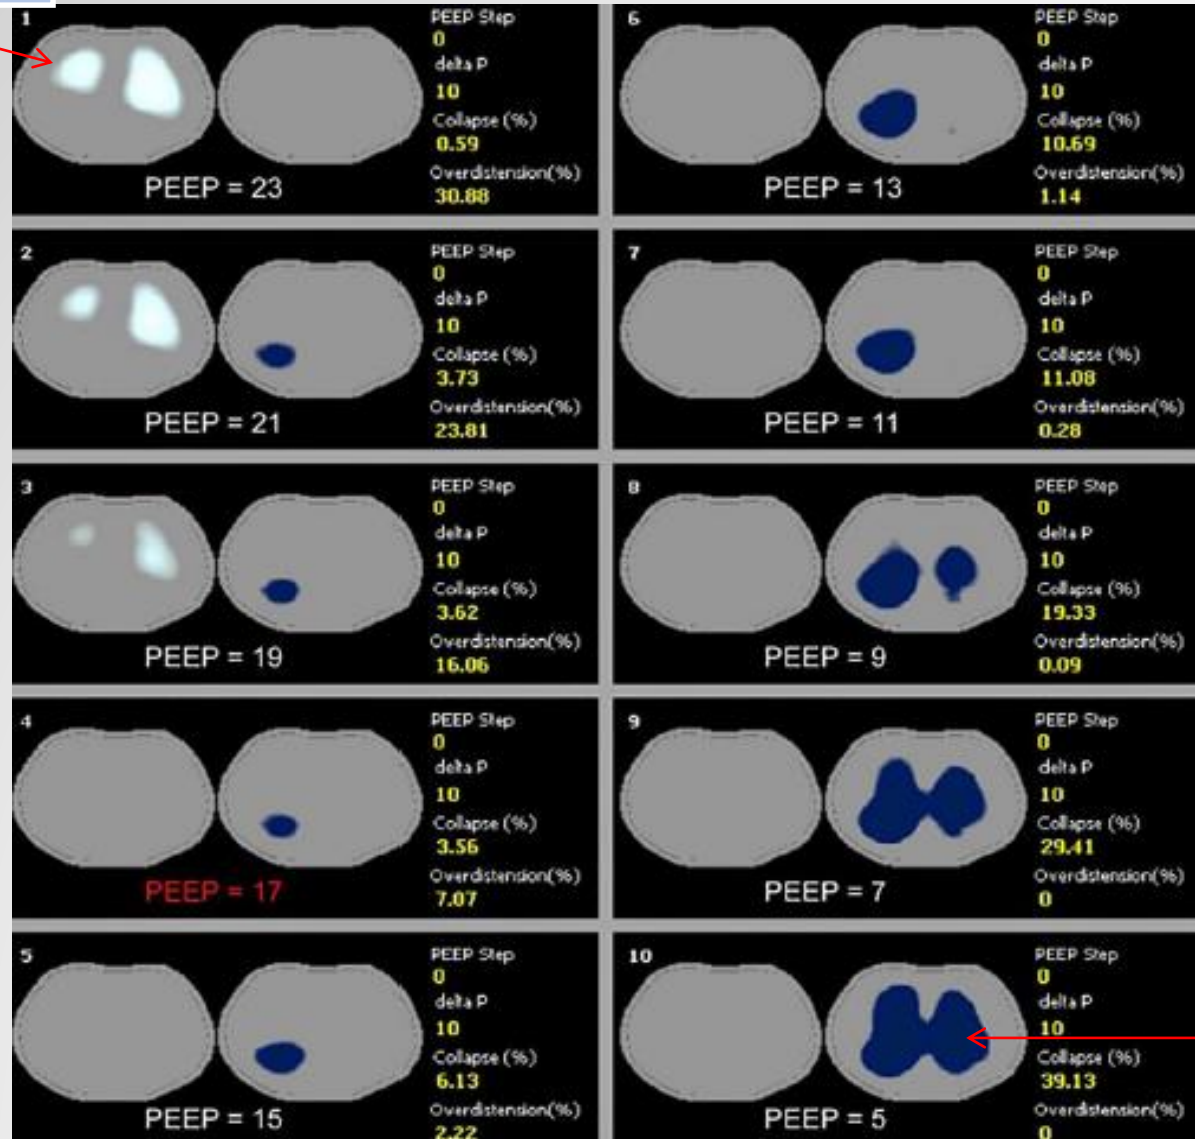 1
PEEP Step
0
delta P
10
Collapse (%)
0.59
Overdistension(%)
30.88
PEEP = 23
2
PEEP Step
0
delta P
10
Collapse (%)
3.73
Overdistension(%)
23.81
PEEP = 21
3
PEEP Step
0
delta P
10
Collapse (%)
3.62
Overdistension(%)
16.06
PEEP = 19
4
PEEP Step
0
delta P
10
Collapse (%)
3.56
Overdistension(%)
7.07
PEEP = 17
5
PEEP Step
0
delta P
10
Collapse (%)
6.13
Overdistension(%)
2.22
PEEP = 15
6
PEEP Step
0
delta P
10
Collapse (%)
10.69
Overdistension(%)
1.14
PEEP = 13
7
PEEP Step
0
delta P
10
Collapse (%)
11.08
Overdistension(%)
0.28
PEEP = 11
8
PEEP Step
0
delta P
10
Collapse (%)
19.33
Overdistension(%)
0.09
PEEP = 9
9
PEEP Step
0
delta P
10
Collapse (%)
29.41
Overdistension(%)
0
PEEP = 7
10
PEEP Step
0
delta P
10
Collapse (%)
39.13
Overdistension(%)
0
PEEP = 5